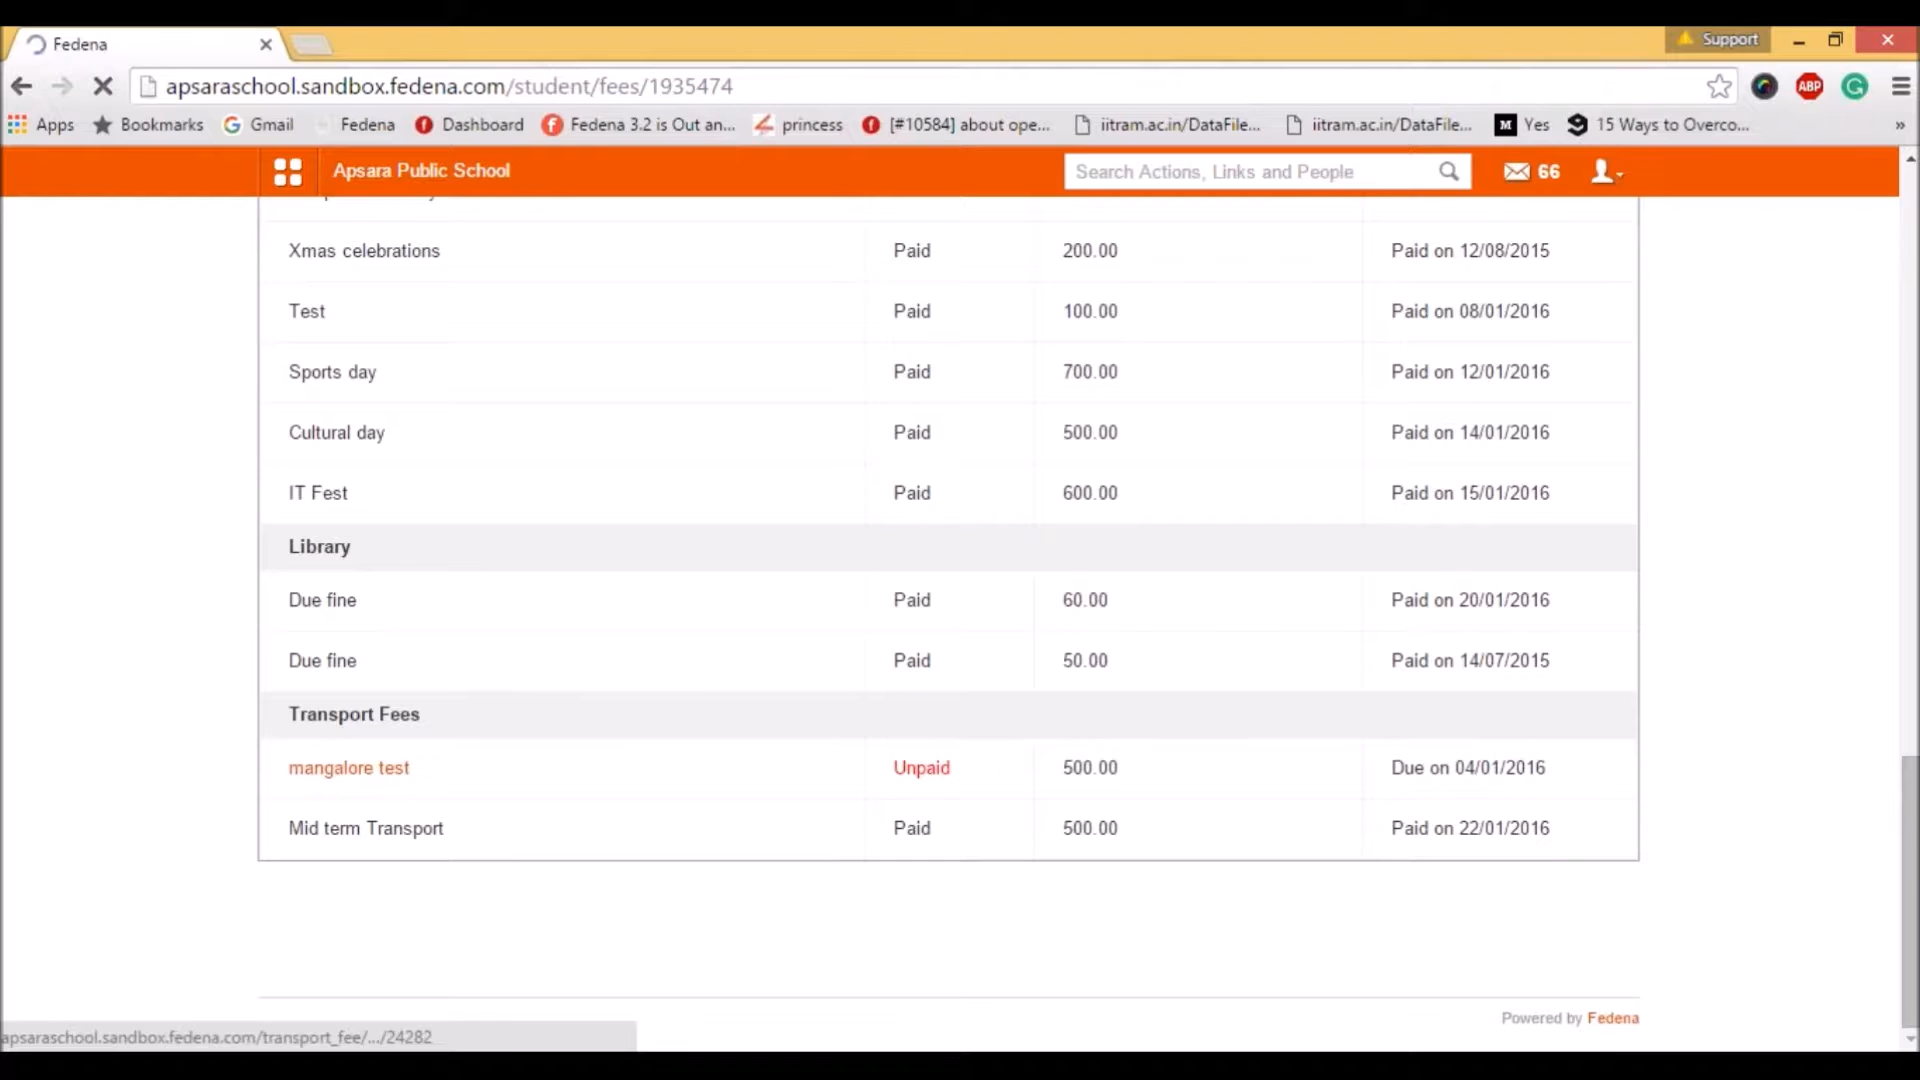 Fedena
Support
apsaraschool.sandbox.fedena.com/student/fees/1935474
ABP
Apps Bookmarks Gmail Fedena Dashboard Fedena 3.2 is Out an... princess [#10584] about ope... iitram.ac.in/DataFile... iitram.ac.in/DataFile... M Yes 15 Ways to Overco... »
Apsara Public School Search Actions, Links and People 66
Xmas celebrations Paid 200.00 Paid on 12/08/2015
Test Paid 100.00 Paid on 08/01/2016
Sports day Paid 700.00 Paid on 12/01/2016
Cultural day Paid 500.00 Paid on 14/01/2016
IT Fest Paid 600.00 Paid on 15/01/2016
Library
Due fine Paid 60.00 Paid on 20/01/2016
Due fine Paid 50.00 Paid on 14/07/2015
Transport Fees
mangalore test Unpaid 500.00 Due on 04/01/2016
Mid term Transport Paid 500.00 Paid on 22/01/2016
Powered by Fedena
apsaraschool.sandbox.fedena.com/transport_fee/.../24282